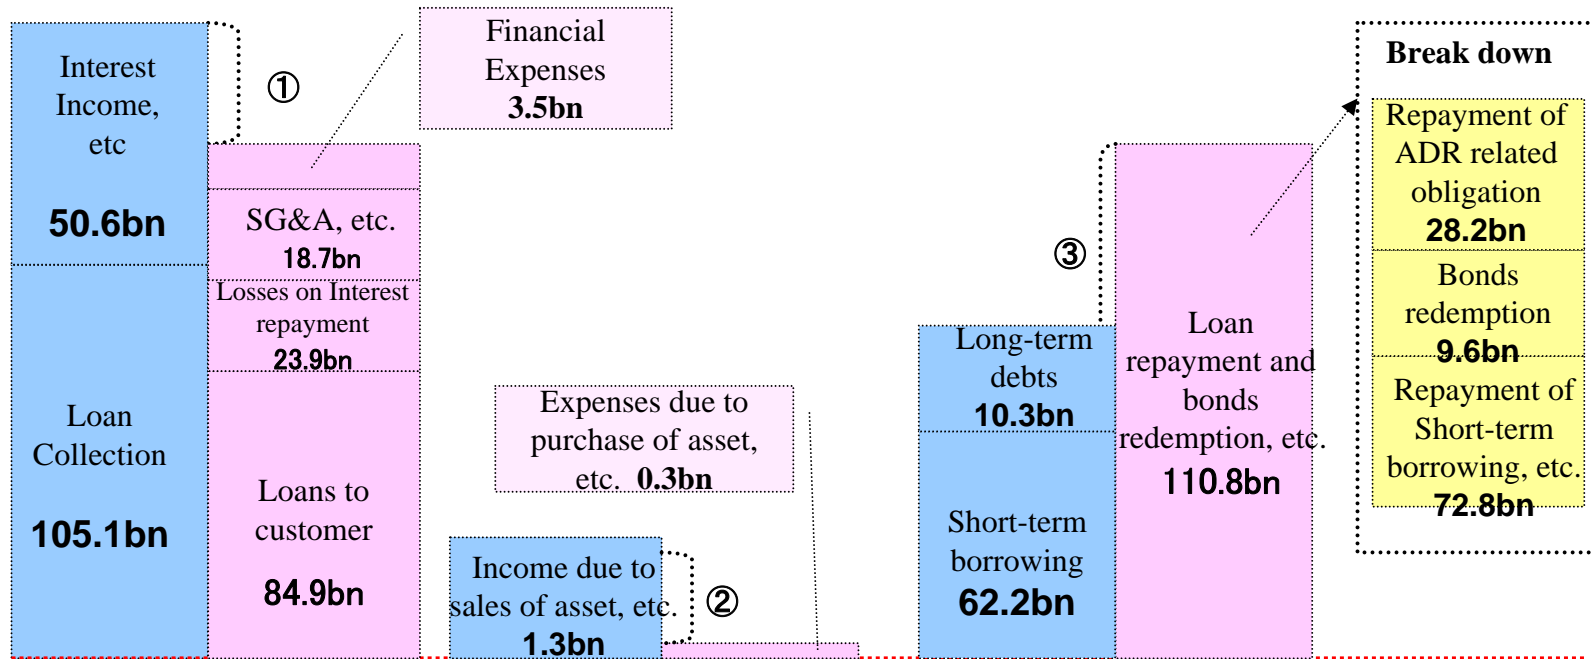 Interest
Income,
etc
50.6bn
Loan
Collection
105.1bn
①
Financial
Expenses
3.5bn
SG&A, etc.
18.7bn
Losses on Interest
repayment
23.9bn
Loans to
customer
84.9bn
Expenses due to
purchase of asset,
etc. 0.3bn
Income due to
sales of asset, etc.
1.3bn
②
Long-term
debts
10.3bn
Short-term
borrowing
62.2bn
③
Loan
repayment and
bonds
redemption, etc.
110.8bn
Break down
Repayment of
ADR related
obligation
28.2bn
Bonds
redemption
9.6bn
Repayment of
Short-term
borrowing, etc.
72.8bn